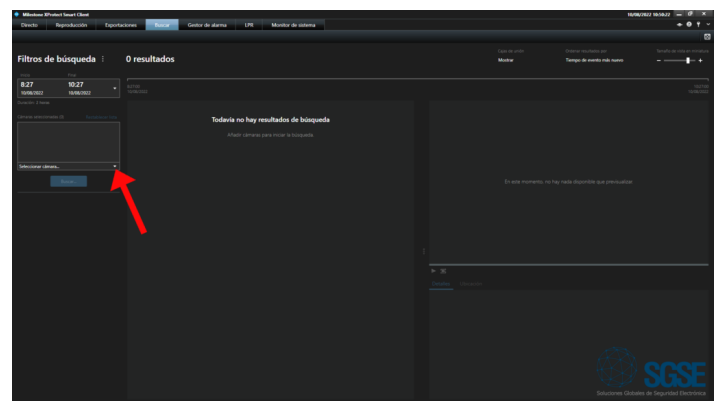 Milestone XProtect Smart Client
10/08/2022 10:50:22
Directo Reproducción Exportaciones Buscar Gestor de alarma LPR Monitor de sistema
Filtros de búsqueda
0 resultados
Mostrar
Tiempo de evento más nuevo
Inicio Final
8:27 10:27
10/08/2022 10/08/2022
Todavía no hay resultados de búsqueda
Añadir cámaras para iniciar la búsqueda.
Seleccionar cámara...
Buscar...
En este momento, no hay nada disponible que previsualizar.
SGSE
Soluciones Globales de Seguridad Electrónica